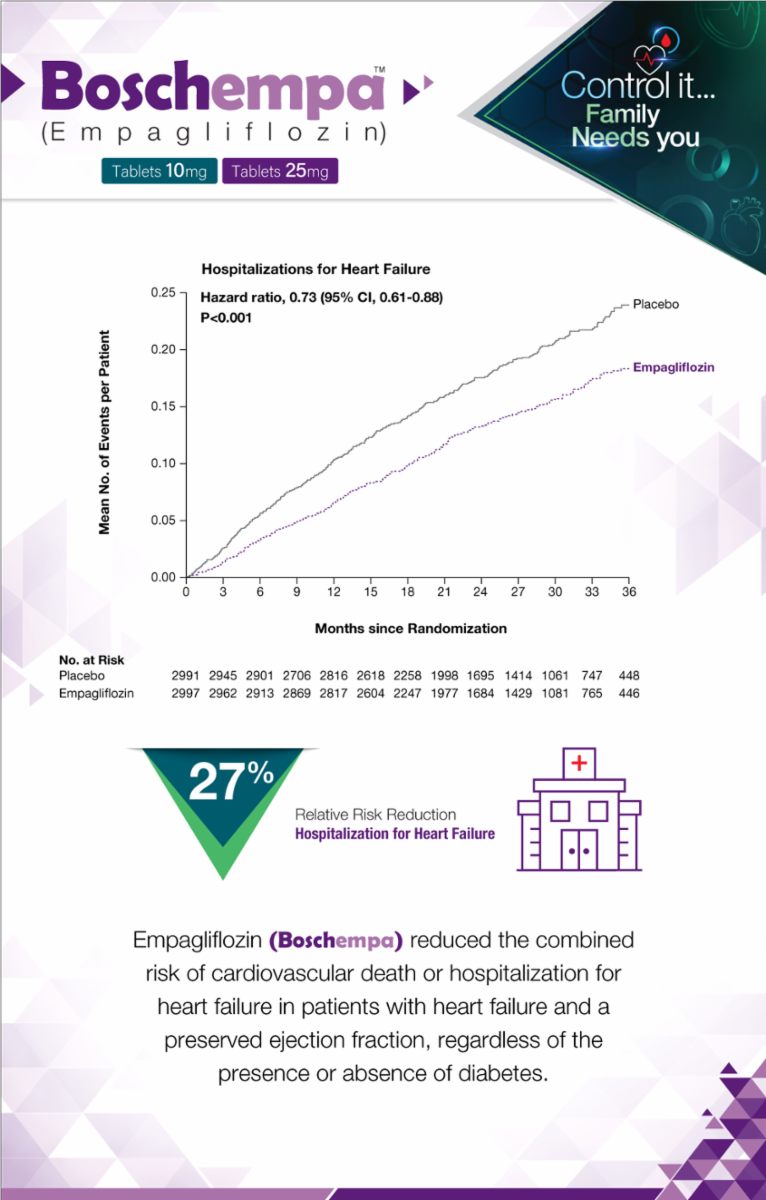 Boschempa™
(Empagliflozin)
Tablets 10mg Tablets 25mg
Control it...
Family
Needs you
Hospitalizations for Heart Failure
Hazard ratio, 0.73 (95% CI, 0.61-0.88)
P<0.001
Mean No. of Events per Patient
0.25
0.20
0.15
0.10
0.05
0.00
Placebo
Empagliflozin
0 3 6 9 12 15 18 21 24 27 30 33 36
Months since Randomization
No. at Risk
Placebo 2991 2945 2901 2706 2816 2618 2258 1998 1695 1414 1061 747 448
Empagliflozin 2997 2962 2913 2869 2817 2604 2247 1977 1684 1429 1081 765 446
27%
Relative Risk Reduction
Hospitalization for Heart Failure
Empagliflozin (Boschempa) reduced the combined
risk of cardiovascular death or hospitalization for
heart failure in patients with heart failure and a
preserved ejection fraction, regardless of the
presence or absence of diabetes.